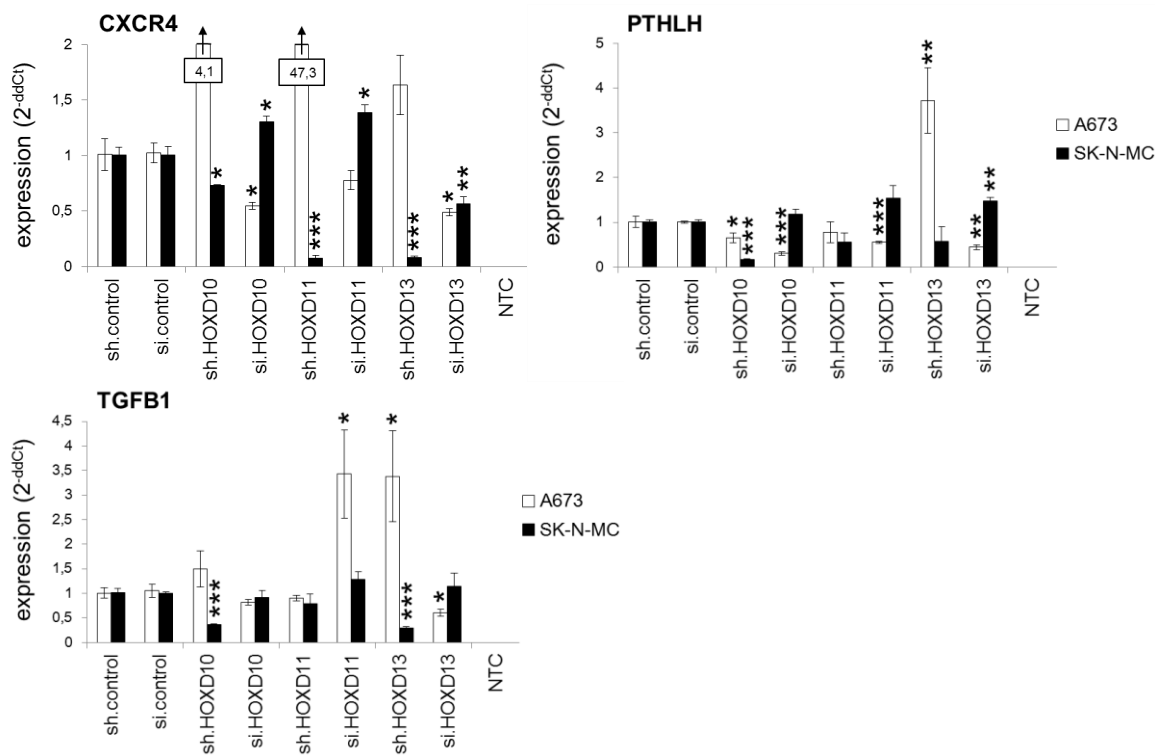 CXCR4
expression (2-ddCt)
2
1,5
1
0,5
0
4,1
*
*
*
47,3
***
*
***
*
**
sh.control
si.control
sh.HOXD10
si.HOXD10
sh.HOXD11
si.HOXD11
sh.HOXD13
si.HOXD13
NTC
PTHLH
expression (2-ddCt)
5
4
3
2
1
0
*
***
***
***
**
**
**
sh.control
si.control
sh.HOXD10
si.HOXD10
sh.HOXD11
si.HOXD11
sh.HOXD13
si.HOXD13
NTC
A673
SK-N-MC
TGFB1
expression (2-ddCt)
4,5
4
3,5
3
2,5
2
1,5
1
0,5
0
***
*
*
***
*
sh.control
si.control
sh.HOXD10
si.HOXD10
sh.HOXD11
si.HOXD11
sh.HOXD13
si.HOXD13
NTC
A673
SK-N-MC